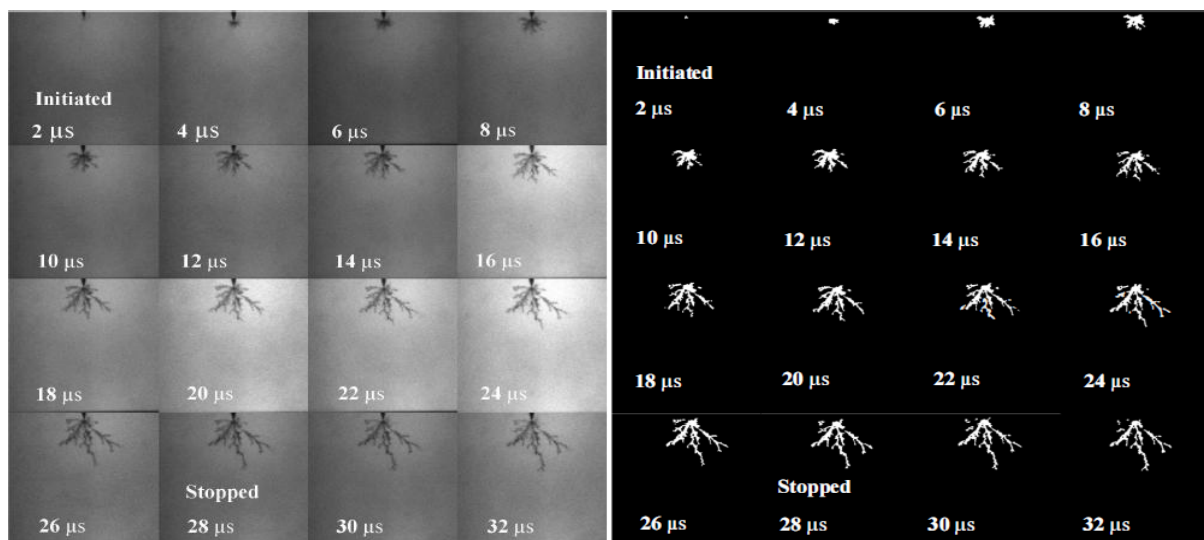 Initiated
2 μs
4 μs
6 μs
8 μs
10 μs
12 μs
14 μs
16 μs
18 μs
20 μs
22 μs
24 μs
Stopped
26 μs
28 μs
30 μs
32 μs
Initiated
2 μs
4 μs
6 μs
8 μs
10 μs
12 μs
14 μs
16 μs
18 μs
20 μs
22 μs
24 μs
Stopped
26 μs
28 μs
30 μs
32 μs